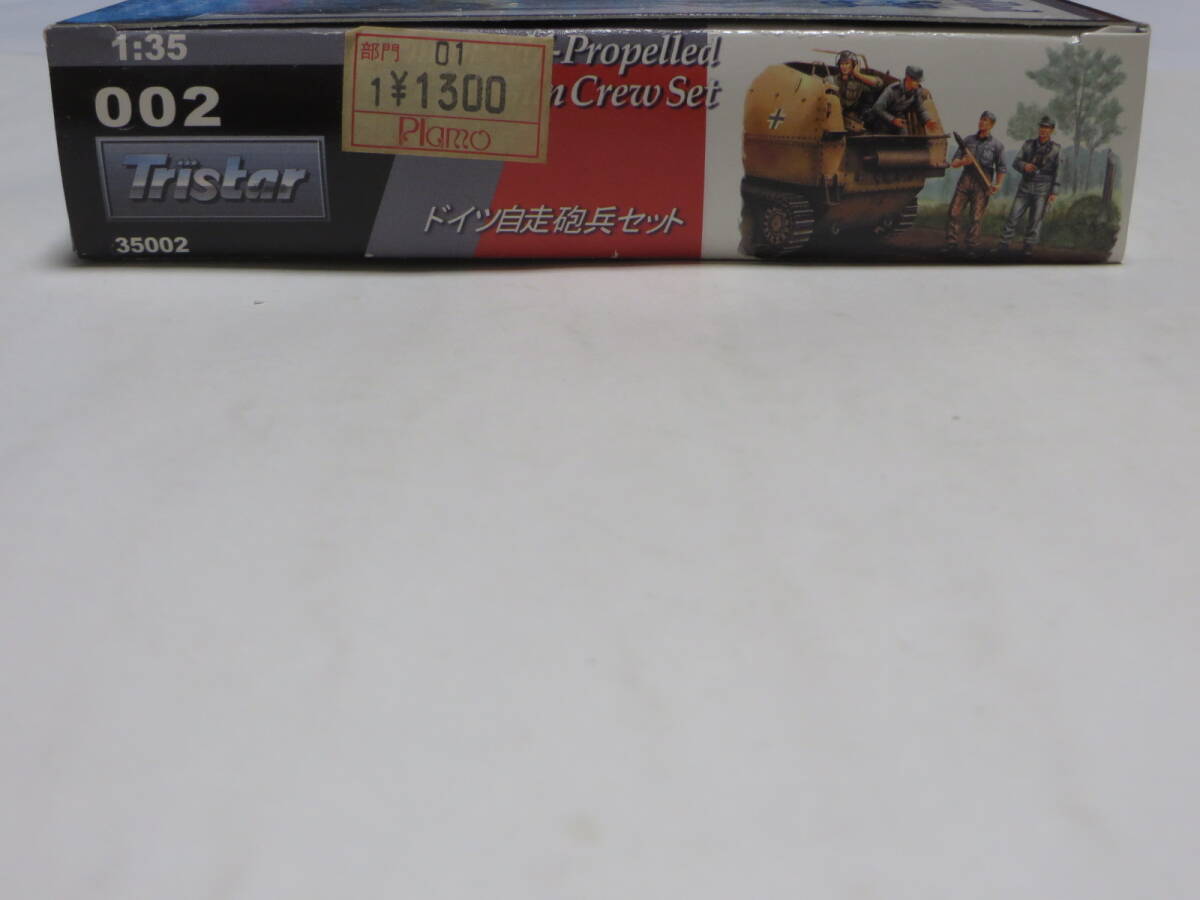 1:35
002
Tristar
35002
部門 01
1¥1300
Plamo
-Propelled
Crew Set
ドイツ自走砲兵セット